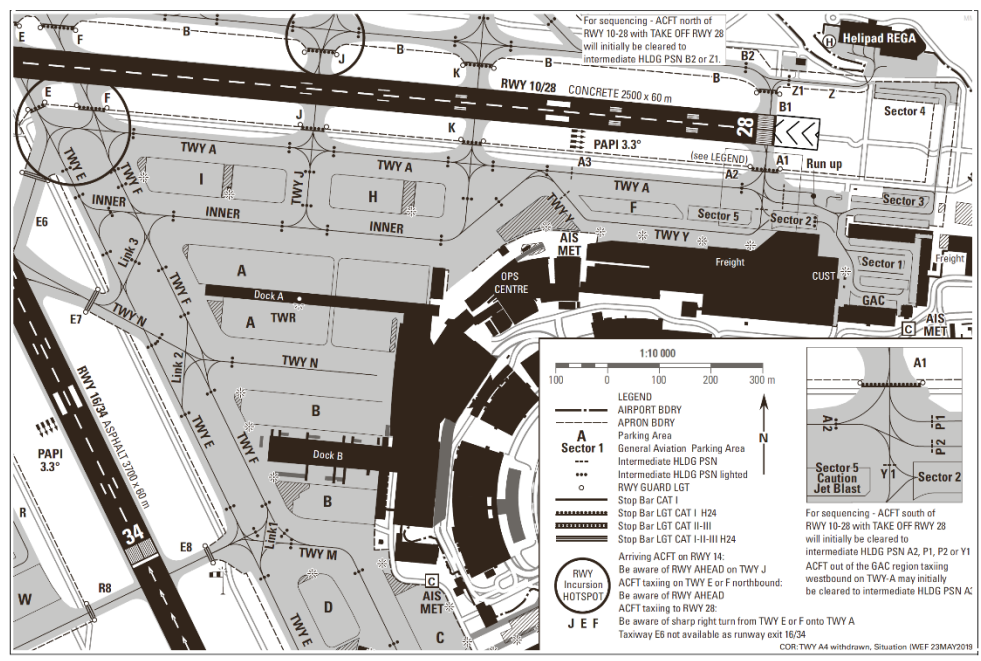 E
F
B
J
B
K
For sequencing - ACFT north of
RWY 10-28 with TAKE OFF RWY 28
will initially be cleared to
intermediate HLDG PSN B2 or Z1.
H
Helipad REGA
B2
B
Z1
Z
B1
Sector 4
RWY 10/28 CONCRETE 2500 x 60 m
28
E
F
J
K
PAPI 3.3°
A3
(see LEGEND)
A1
Run up
A2
TWY A
TWY A
TWY A
TWY E
TWY F
TWY J
I
H
F
Sector 5
Sector 2
Sector 3
INNER
INNER
INNER
TWY Y
TWY Y
E6
Link 3
A
AIS
MET
OPS
CENTRE
Freight
CUST
Sector 1
Freight
GAC
C
AIS
MET
TWY F
Dock A
TWR
A
E7
TWY N
TWY N
Link 2
RWY 16/34 ASPHALT 3700 x 60 m
PAPI
3.3°
TWY E
TWY F
B
Dock B
B
R
34
E8
Link1
TWY M
R8
W
D
TWY E
C
AIS
MET
C
1:10 000
100 0 100 200 300 m
LEGEND
AIRPORT BDRY
APRON BDRY
A Parking Area
Sector 1 General Aviation Parking Area
Intermediate HLDG PSN
Intermediate HLDG PSN lighted
RWY GUARD LGT
Stop Bar CAT I
Stop Bar LGT CAT I H24
Stop Bar LGT CAT II-III
Stop Bar LGT CAT I-II-III H24
N
RWY
Incursion
HOTSPOT
J E F
Arriving ACFT on RWY 14:
Be aware of RWY AHEAD on TWY J
ACFT taxiing on TWY E or F northbound:
Be aware of RWY AHEAD
ACFT taxiing to RWY 28:
Be aware of sharp right turn from TWY E or F onto TWY A
Taxiway E6 not available as runway exit 16/34
A1
A2
P1
P2
Y1
Sector 5
Caution
Jet Blast
Sector 2
For sequencing - ACFT south of
RWY 10-28 with TAKE OFF RWY 28
will initially be cleared to
intermediate HLDG PSN A2, P1, P2 or Y1
ACFT out of the GAC region taxiing
westbound on TWY-A may initially
be cleared to intermediate HLDG PSN
COR: TWY A4 withdrawn, Situation (WEF 23MAY2019